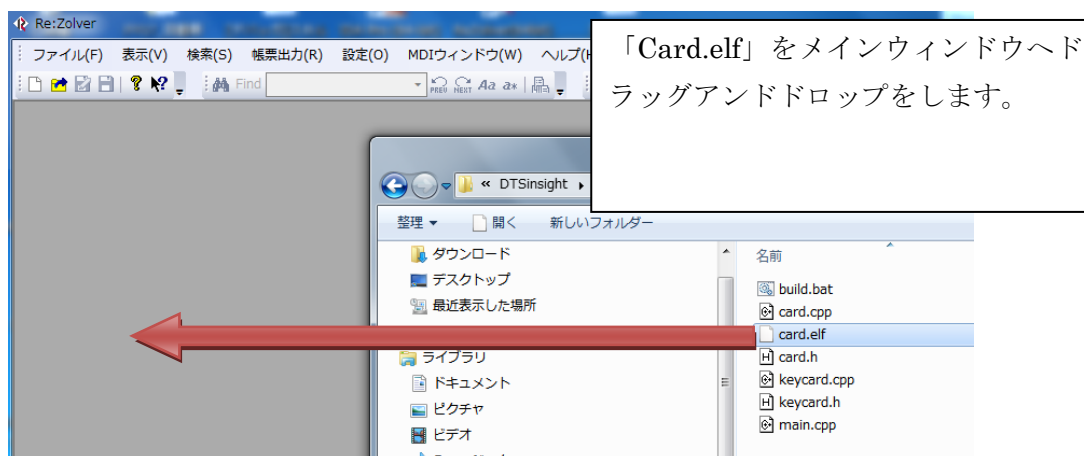 Re:Zolver
ファイル(F) 表示(V) 検索(S) 帳票出力(R) 設定(O) MDIウィンドウ(W) ヘルプ(H
Find
PREV NEXT Aa a*
「Card.elf」をメインウィンドウへド
ラッグアンドドロップをします。
« DTSinsight
整理 開く 新しいフォルダー
ダウンロード
デスクトップ
最近表示した場所
ライブラリ
ドキュメント
ピクチャ
ビデオ
名前
build.bat
card.cpp
card.elf
card.h
keycard.cpp
keycard.h
main.cpp